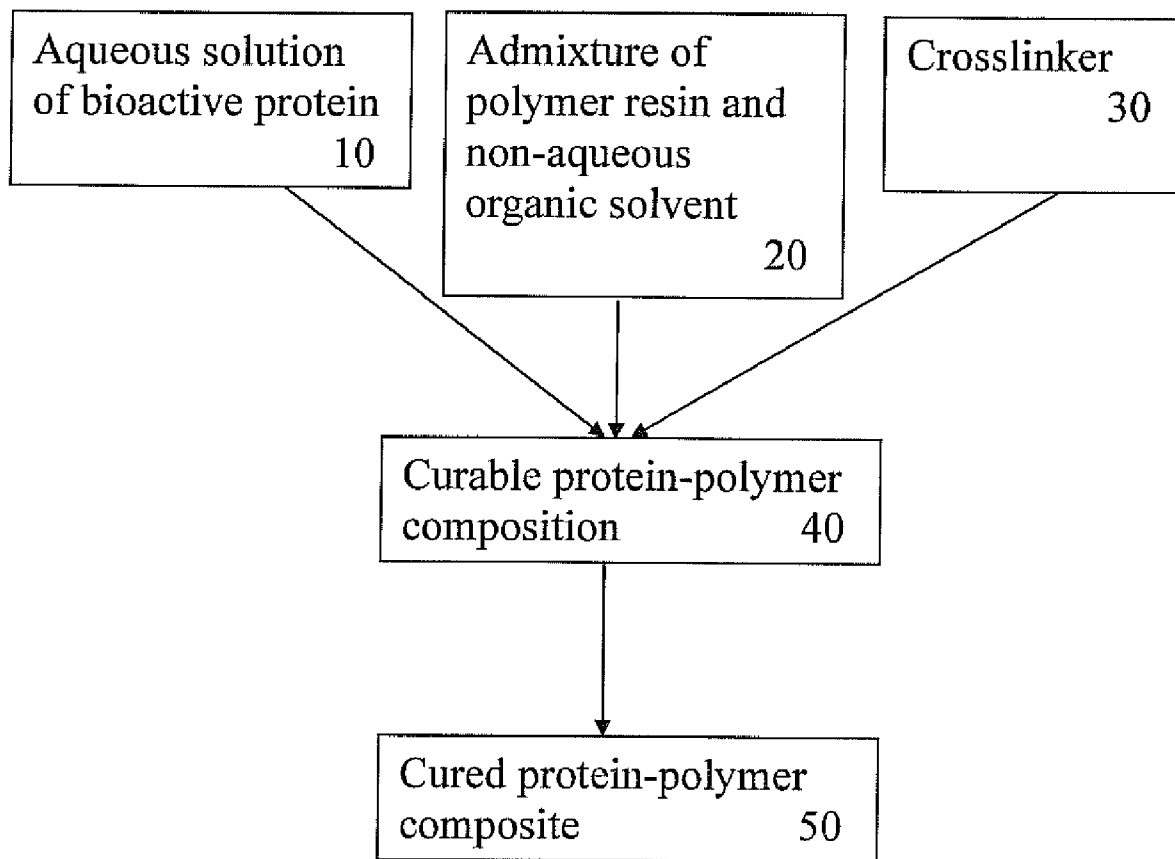 Aqueous solution
of bioactive protein
10
Admixture of
polymer resin and
non-aqueous
organic solvent
20
Crosslinker
30
Curable protein-polymer
composition 40
Cured protein-polymer
composite 50